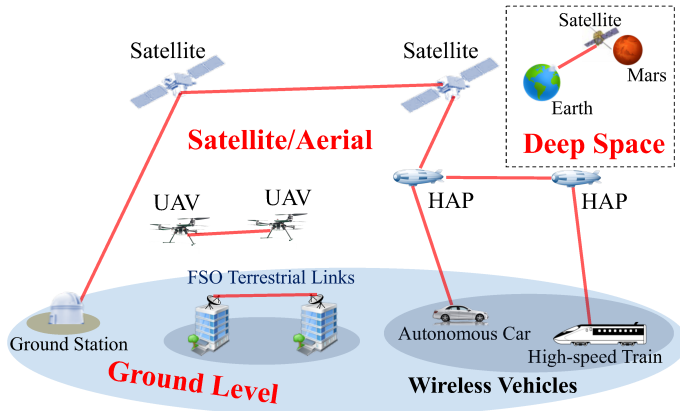 Satellite
Satellite
Satellite
Mars
Earth
Deep Space
Satellite/Aerial
UAV
UAV
HAP
HAP
FSO Terrestrial Links
Ground Station
Autonomous Car
High-speed Train
Ground Level
Wireless Vehicles